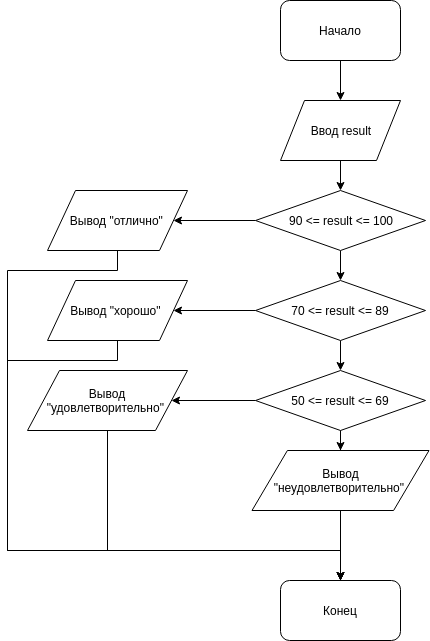 Начало
Ввод result
90 <= result <= 100
Вывод "отлично"
70 <= result <= 89
Вывод "хорошо"
50 <= result <= 69
Вывод
"удовлетворительно"
Вывод
"неудовлетворительно"
Конец